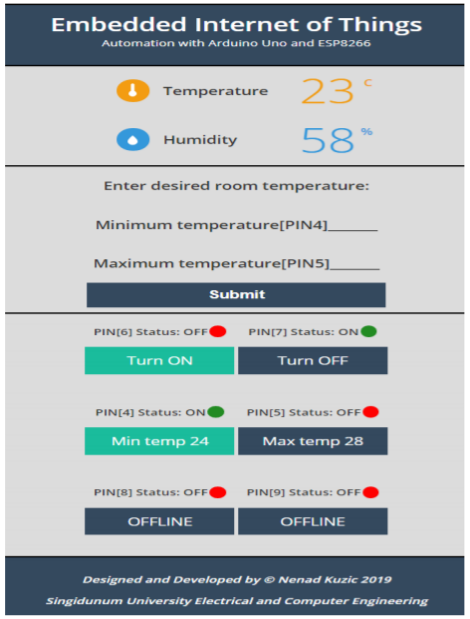 Embedded Internet of Things
Automation with Arduino Uno and ESP8266
Temperature 23 c
Humidity 58 %
Enter desired room temperature:
Minimum temperature[PIN4]______
Maximum temperature[PIN5]______
Submit
PIN[6] Status: OFF PIN[7] Status: ON
Turn ON Turn OFF
PIN[4] Status: ON PIN[5] Status: OFF
Min temp 24 Max temp 28
PIN[8] Status: OFF PIN[9] Status: OFF
OFFLINE OFFLINE
Designed and Developed by © Nenad Kuzic 2019
Singidunum University Electrical and Computer Engineering